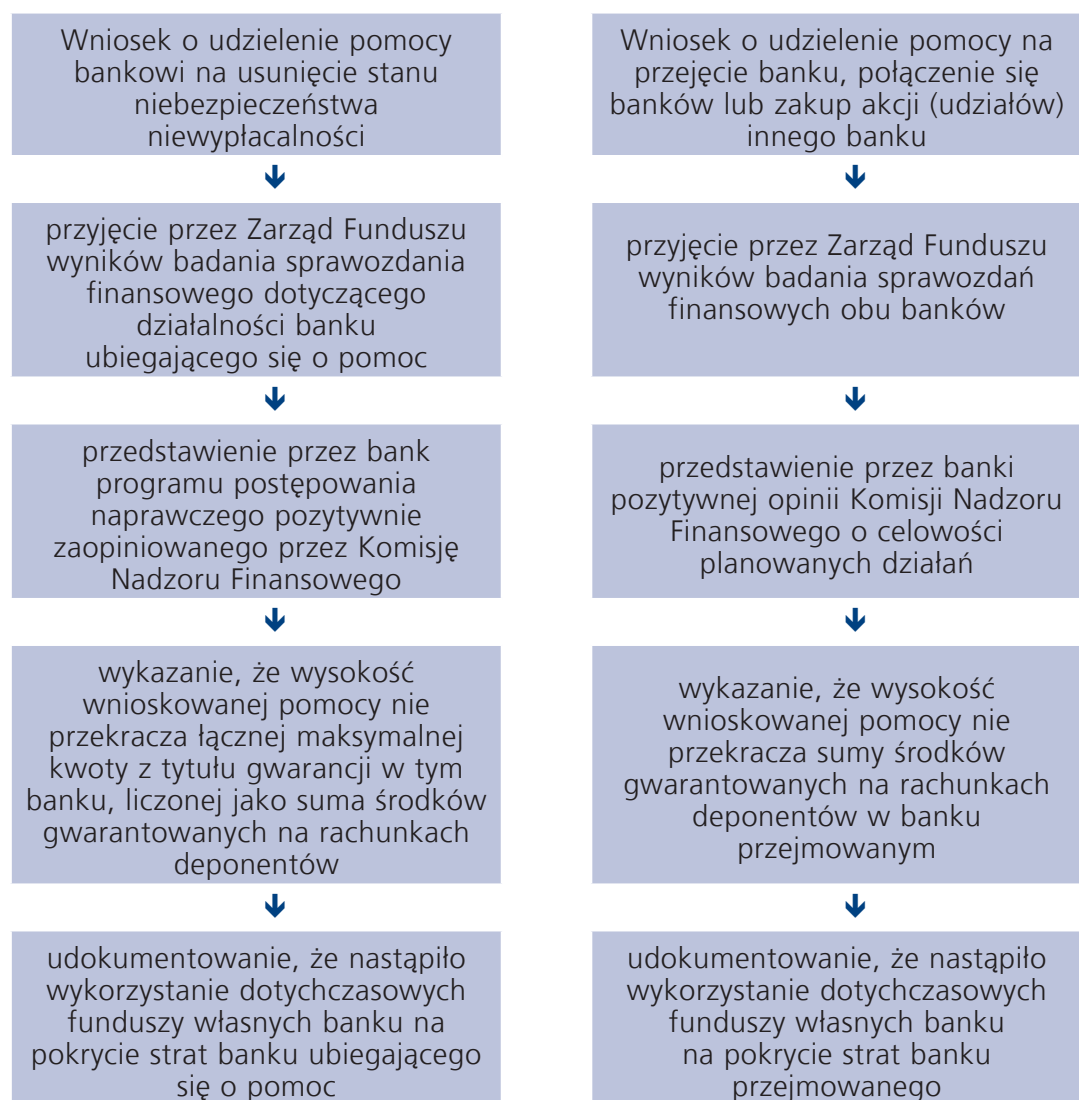 Wniosek o udzielenie pomocy
bankowi na usunięcie stanu
niebezpieczeństwa
niewypłacalności
przyjęcie przez Zarząd Funduszu
wyników badania sprawozdania
finansowego dotyczącego
działalności banku
ubiegającego się o pomoc
przedstawienie przez bank
programu postępowania
naprawczego pozytywnie
zaopiniowanego przez Komisję
Nadzoru Finansowego
wykazanie, że wysokość
wnioskowanej pomocy nie
przekracza łącznej maksymalnej
kwoty z tytułu gwarancji w tym
banku, liczonej jako suma środków
gwarantowanych na rachunkach
deponentów
udokumentowanie, że nastąpiło
wykorzystanie dotychczasowych
funduszy własnych banku na
pokrycie strat banku ubiegającego
się o pomoc
Wniosek o udzielenie pomocy na
przejęcie banku, połączenie się
banków lub zakup akcji (udziałów)
innego banku
przyjęcie przez Zarząd Funduszu
wyników badania sprawozdań
finansowych obu banków
przedstawienie przez banki
pozytywnej opinii Komisji Nadzoru
Finansowego o celowości
planowanych działań
wykazanie, że wysokość
wnioskowanej pomocy nie
przekracza sumy środków
gwarantowanych na rachunkach
deponentów w banku
przejmowanym
udokumentowanie, że nastąpiło
wykorzystanie dotychczasowych
funduszy własnych banku
na pokrycie strat banku
przejmowanego